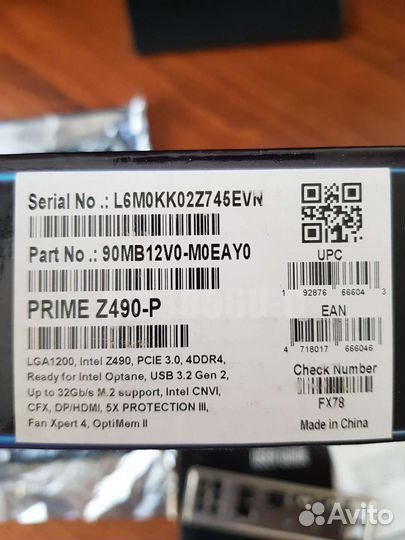 Serial No .: L6M0KK02Z745EVN
Part No .: 90MB12V0-M0EAY0
PRIME Z490-P
LGA1200, Intel Z490, PCIE 3.0, 4DDR4,
Ready for Intel Optane, USB 3.2 Gen 2,
Up to 32Gb/s M.2 support, Intel CNVi,
CFX, DP/HDMI, 5X PROTECTION III,
Fan Xpert 4, OptiMem II
UPC
1 92876 66604 3
EAN
4 718017 666046
Check Number
FX78
Made in China
Avito